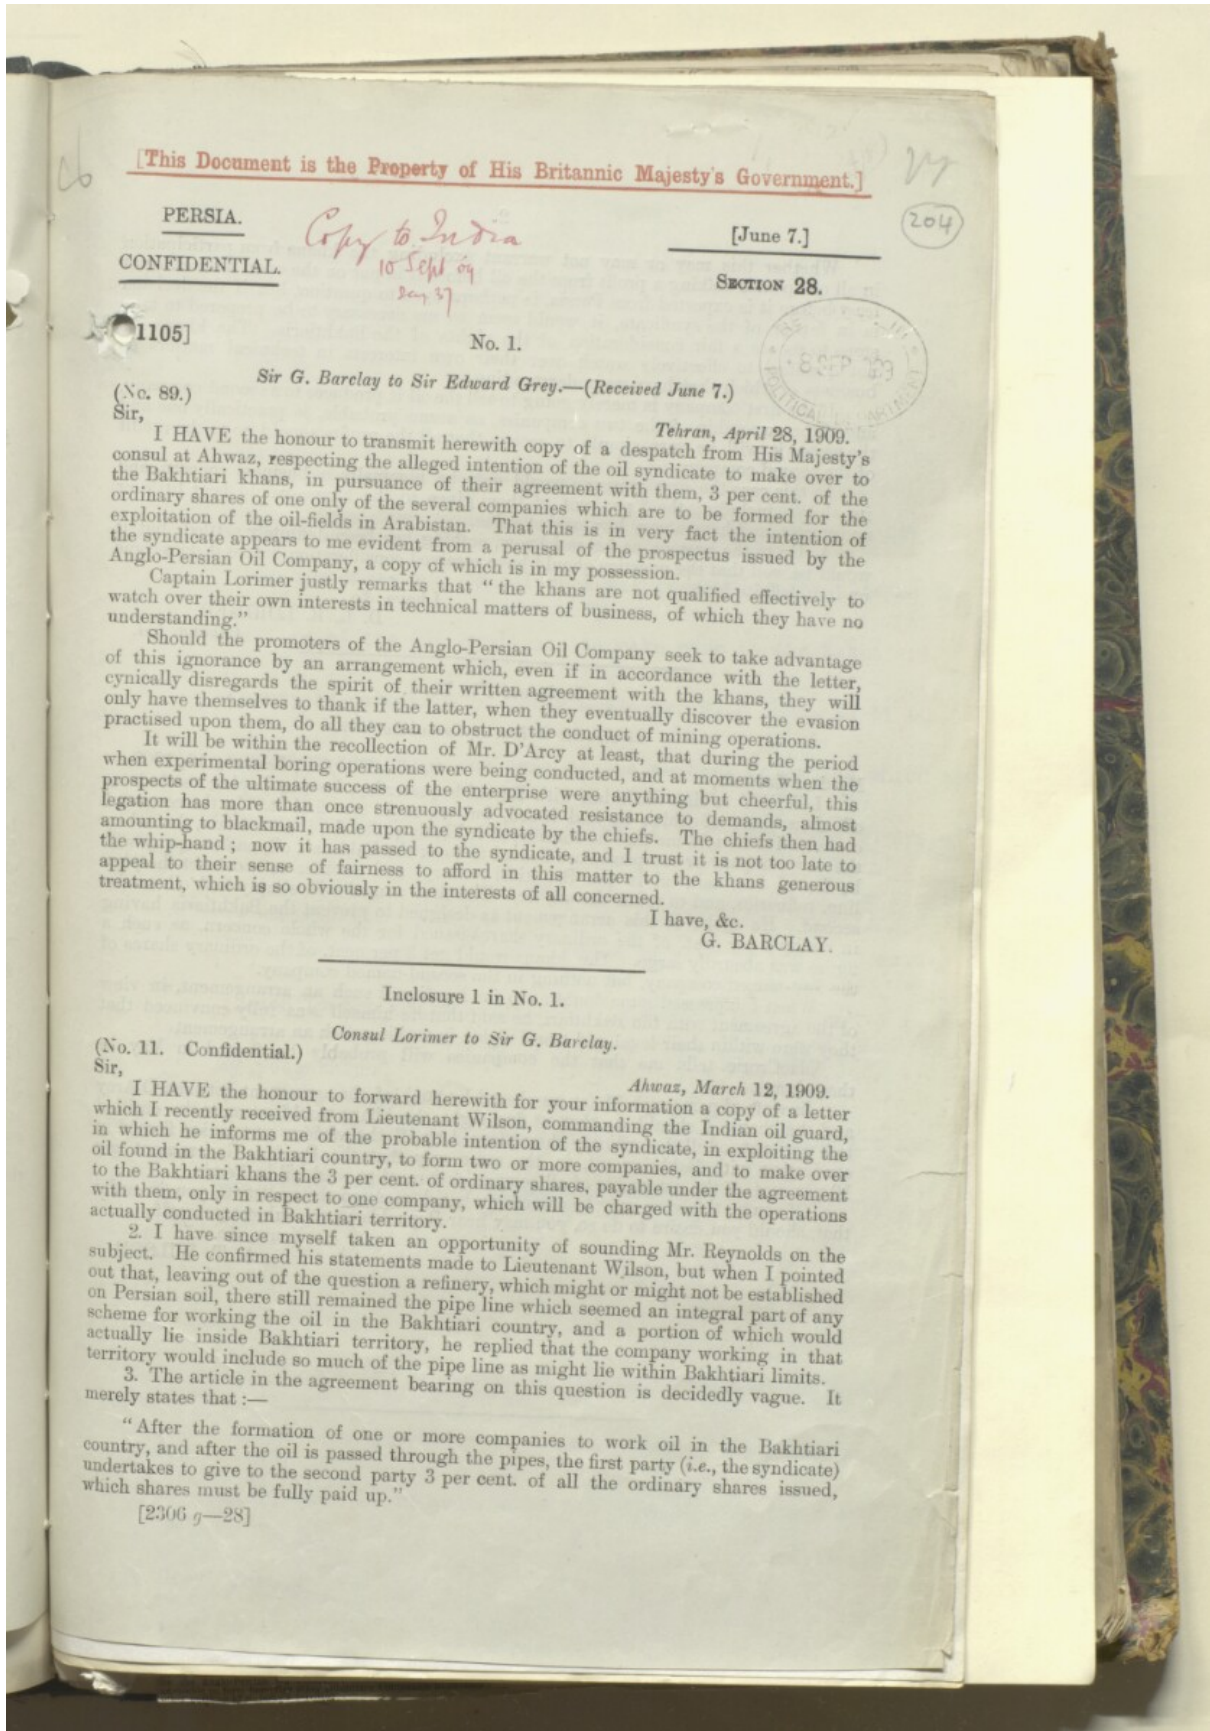 [This Document is the Property of His Britannic Majesty's Government.]
204
PERSIA.
Copy to India
[June 7.]
10 Sept 09
CONFIDENTIAL.
SECTION 28.
1105]
No. 1.
8 SEP 1909
POLITICAL DEPARTMENT
Sir G. Barclay to Sir Edward Grey.—(Received June 7.)
(No. 89.)
Sir,
Tehran, April 28, 1909.
I HAVE the honour to transmit herewith copy of a despatch from His Majesty's
consul at Ahwaz, respecting the alleged intention of the oil syndicate to make over to
the Bakhtiari khans, in pursuance of their agreement with them, 3 per cent. of the
ordinary shares of one only of the several companies which are to be formed for the
exploitation of the oil-fields in Arabistan. That this is in very fact the intention of
the syndicate appears to me evident from a perusal of the prospectus issued by the
Anglo-Persian Oil Company, a copy of which is in my possession.
Captain Lorimer justly remarks that "the khans are not qualified effectively to
watch over their own interests in technical matters of business, of which they have no
understanding."
Should the promoters of the Anglo-Persian Oil Company seek to take advantage
of this ignorance by an arrangement which, even if in accordance with the letter,
cynically disregards the spirit of their written agreement with the khans, they will
only have themselves to thank if the latter, when they eventually discover the evasion
practised upon them, do all they can to obstruct the conduct of mining operations.
It will be within the recollection of Mr. D'Arcy at least, that during the period
when experimental boring operations were being conducted, and at moments when the
prospects of the ultimate success of the enterprise were anything but cheerful, this
legation has more than once strenuously advocated resistance to demands, almost
amounting to blackmail, made upon the syndicate by the chiefs. The chiefs then had
the whip-hand; now it has passed to the syndicate, and I trust it is not too late to
appeal to their sense of fairness to afford in this matter to the khans generous
treatment, which is so obviously in the interests of all concerned.
I have, &c.
G. BARCLAY.
Inclosure 1 in No. 1.
Consul Lorimer to Sir G. Barclay.
(No. 11. Confidential.)
Sir,
Ahwaz, March 12, 1909.
I HAVE the honour to forward herewith for your information a copy of a letter
which I recently received from Lieutenant Wilson, commanding the Indian oil guard,
in which he informs me of the probable intention of the syndicate, in exploiting the
oil found in the Bakhtiari country, to form two or more companies, and to make over
to the Bakhtiari khans the 3 per cent. of ordinary shares, payable under the agreement
with them, only in respect to one company, which will be charged with the operations
actually conducted in Bakhtiari territory.
2. I have since myself taken an opportunity of sounding Mr. Reynolds on the
subject. He confirmed his statements made to Lieutenant Wilson, but when I pointed
out that, leaving out of the question a refinery, which might or might not be established
on Persian soil, there still remained the pipe line which seemed an integral part of any
scheme for working the oil in the Bakhtiari country, and a portion of which would
actually lie inside Bakhtiari territory, he replied that the company working in that
territory would include so much of the pipe line as might lie within Bakhtiari limits.
3. The article in the agreement bearing on this question is decidedly vague. It
merely states that:—
"After the formation of one or more companies to work oil in the Bakhtiari
country, and after the oil is passed through the pipes, the first party (i.e., the syndicate)
undertakes to give to the second party 3 per cent. of all the ordinary shares issued,
which shares must be fully paid up."
[2306 g—28]